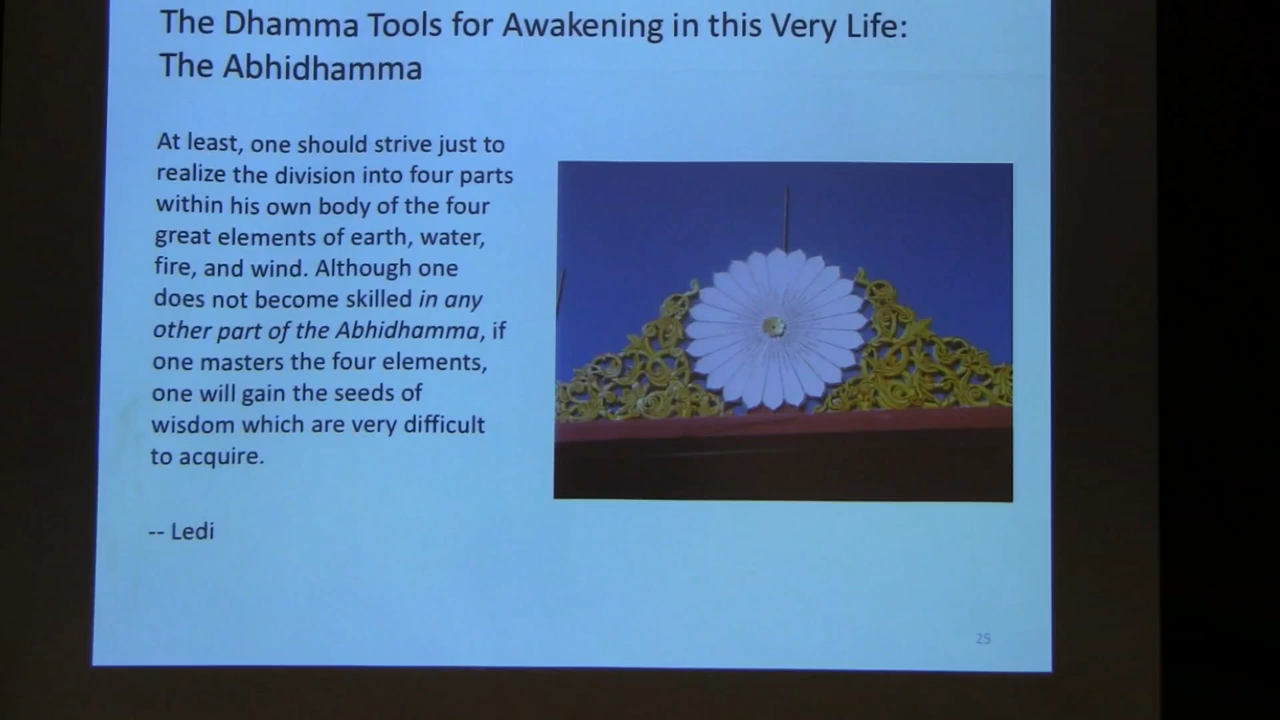 The Dhamma Tools for Awakening in this Very Life:
The Abhidhamma
At least, one should strive just to
realize the division into four parts
within his own body of the four
great elements of earth, water,
fire, and wind. Although one
does not become skilled in any
other part of the Abhidhamma, if
one masters the four elements,
one will gain the seeds of
wisdom which are very difficult
to acquire.
-- Ledi
25